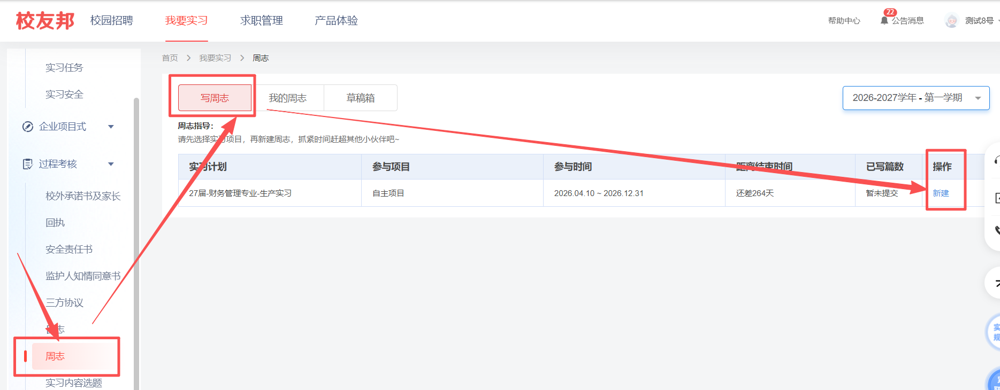 校友邦
校园招聘
我要实习
求职管理
产品体验
帮助中心
22
公告消息
测试8号
实习任务
实习安全
企业项目式
过程考核
校外承诺书及家长
回执
安全责任书
监护人知情同意书
三方协议
日志
周志
实习内容选题
首页 > 我要实习 > 周志
写周志
我的周志
草稿箱
2026-2027学年 - 第一学期
周志指导：
请先选择实习项目，再新建周志，抓紧时间赶超其他小伙伴吧~
实习计划 参与项目 参与时间 距离结束时间 已写篇数 操作
27届-财务管理专业-生产实习 自主项目 2026.04.10 ~ 2026.12.31 还差264天 暂未提交 新建